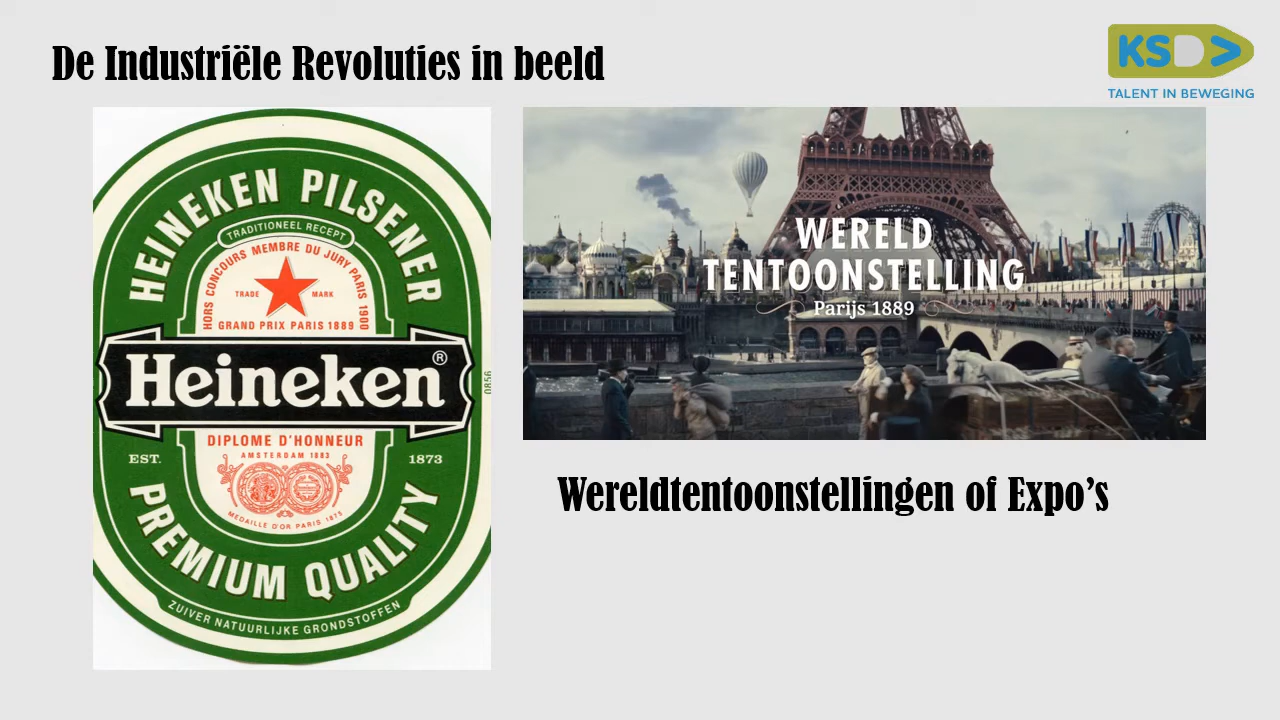 De Industriële Revoluties in beeld
KSD
TALENT IN BEWEGING
HEINEKEN PILSENER
TRADITIONEEL RECEPT
HORS CONCOURS MEMBRE DU JURY PARIS 1900
TRADE MARK
GRAND PRIX PARIS 1889
Heineken®
0856
DIPLOME D'HONNEUR
AMSTERDAM 1883
EST. 1873
MEDAILLE D'OR PARIS 1875
PREMIUM QUALITY
ZUIVER NATUURLIJKE GRONDSTOFFEN
WERELD
TENTOONSTELLING
Parijs 1889
Wereldtentoonstellingen of Expo’s